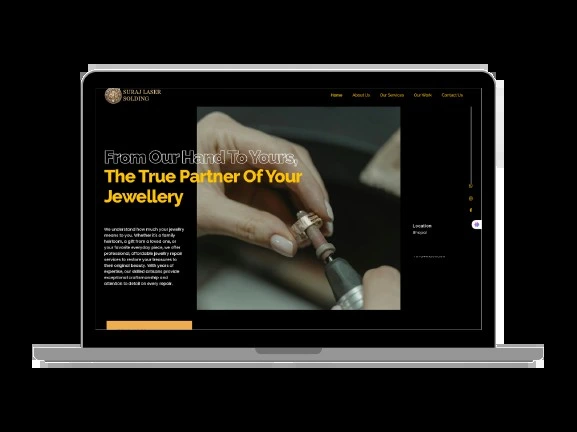 SURAJ LASER
SOLDING
Home About Us Our Services Our Work Contact Us
From Our Hand To Yours,
The True Partner Of Your
Jewellery
We understand how much your jewelry
means to you. Whether it's a family
heirloom, a gift from a loved one, or
your favorite everyday piece, we offer
professional, affordable jewelry repair
services to restore your treasures to
their original beauty. With years of
expertise, our skilled artisans provide
exceptional craftsmanship and
attention to detail on every repair.
Location
Bhopal